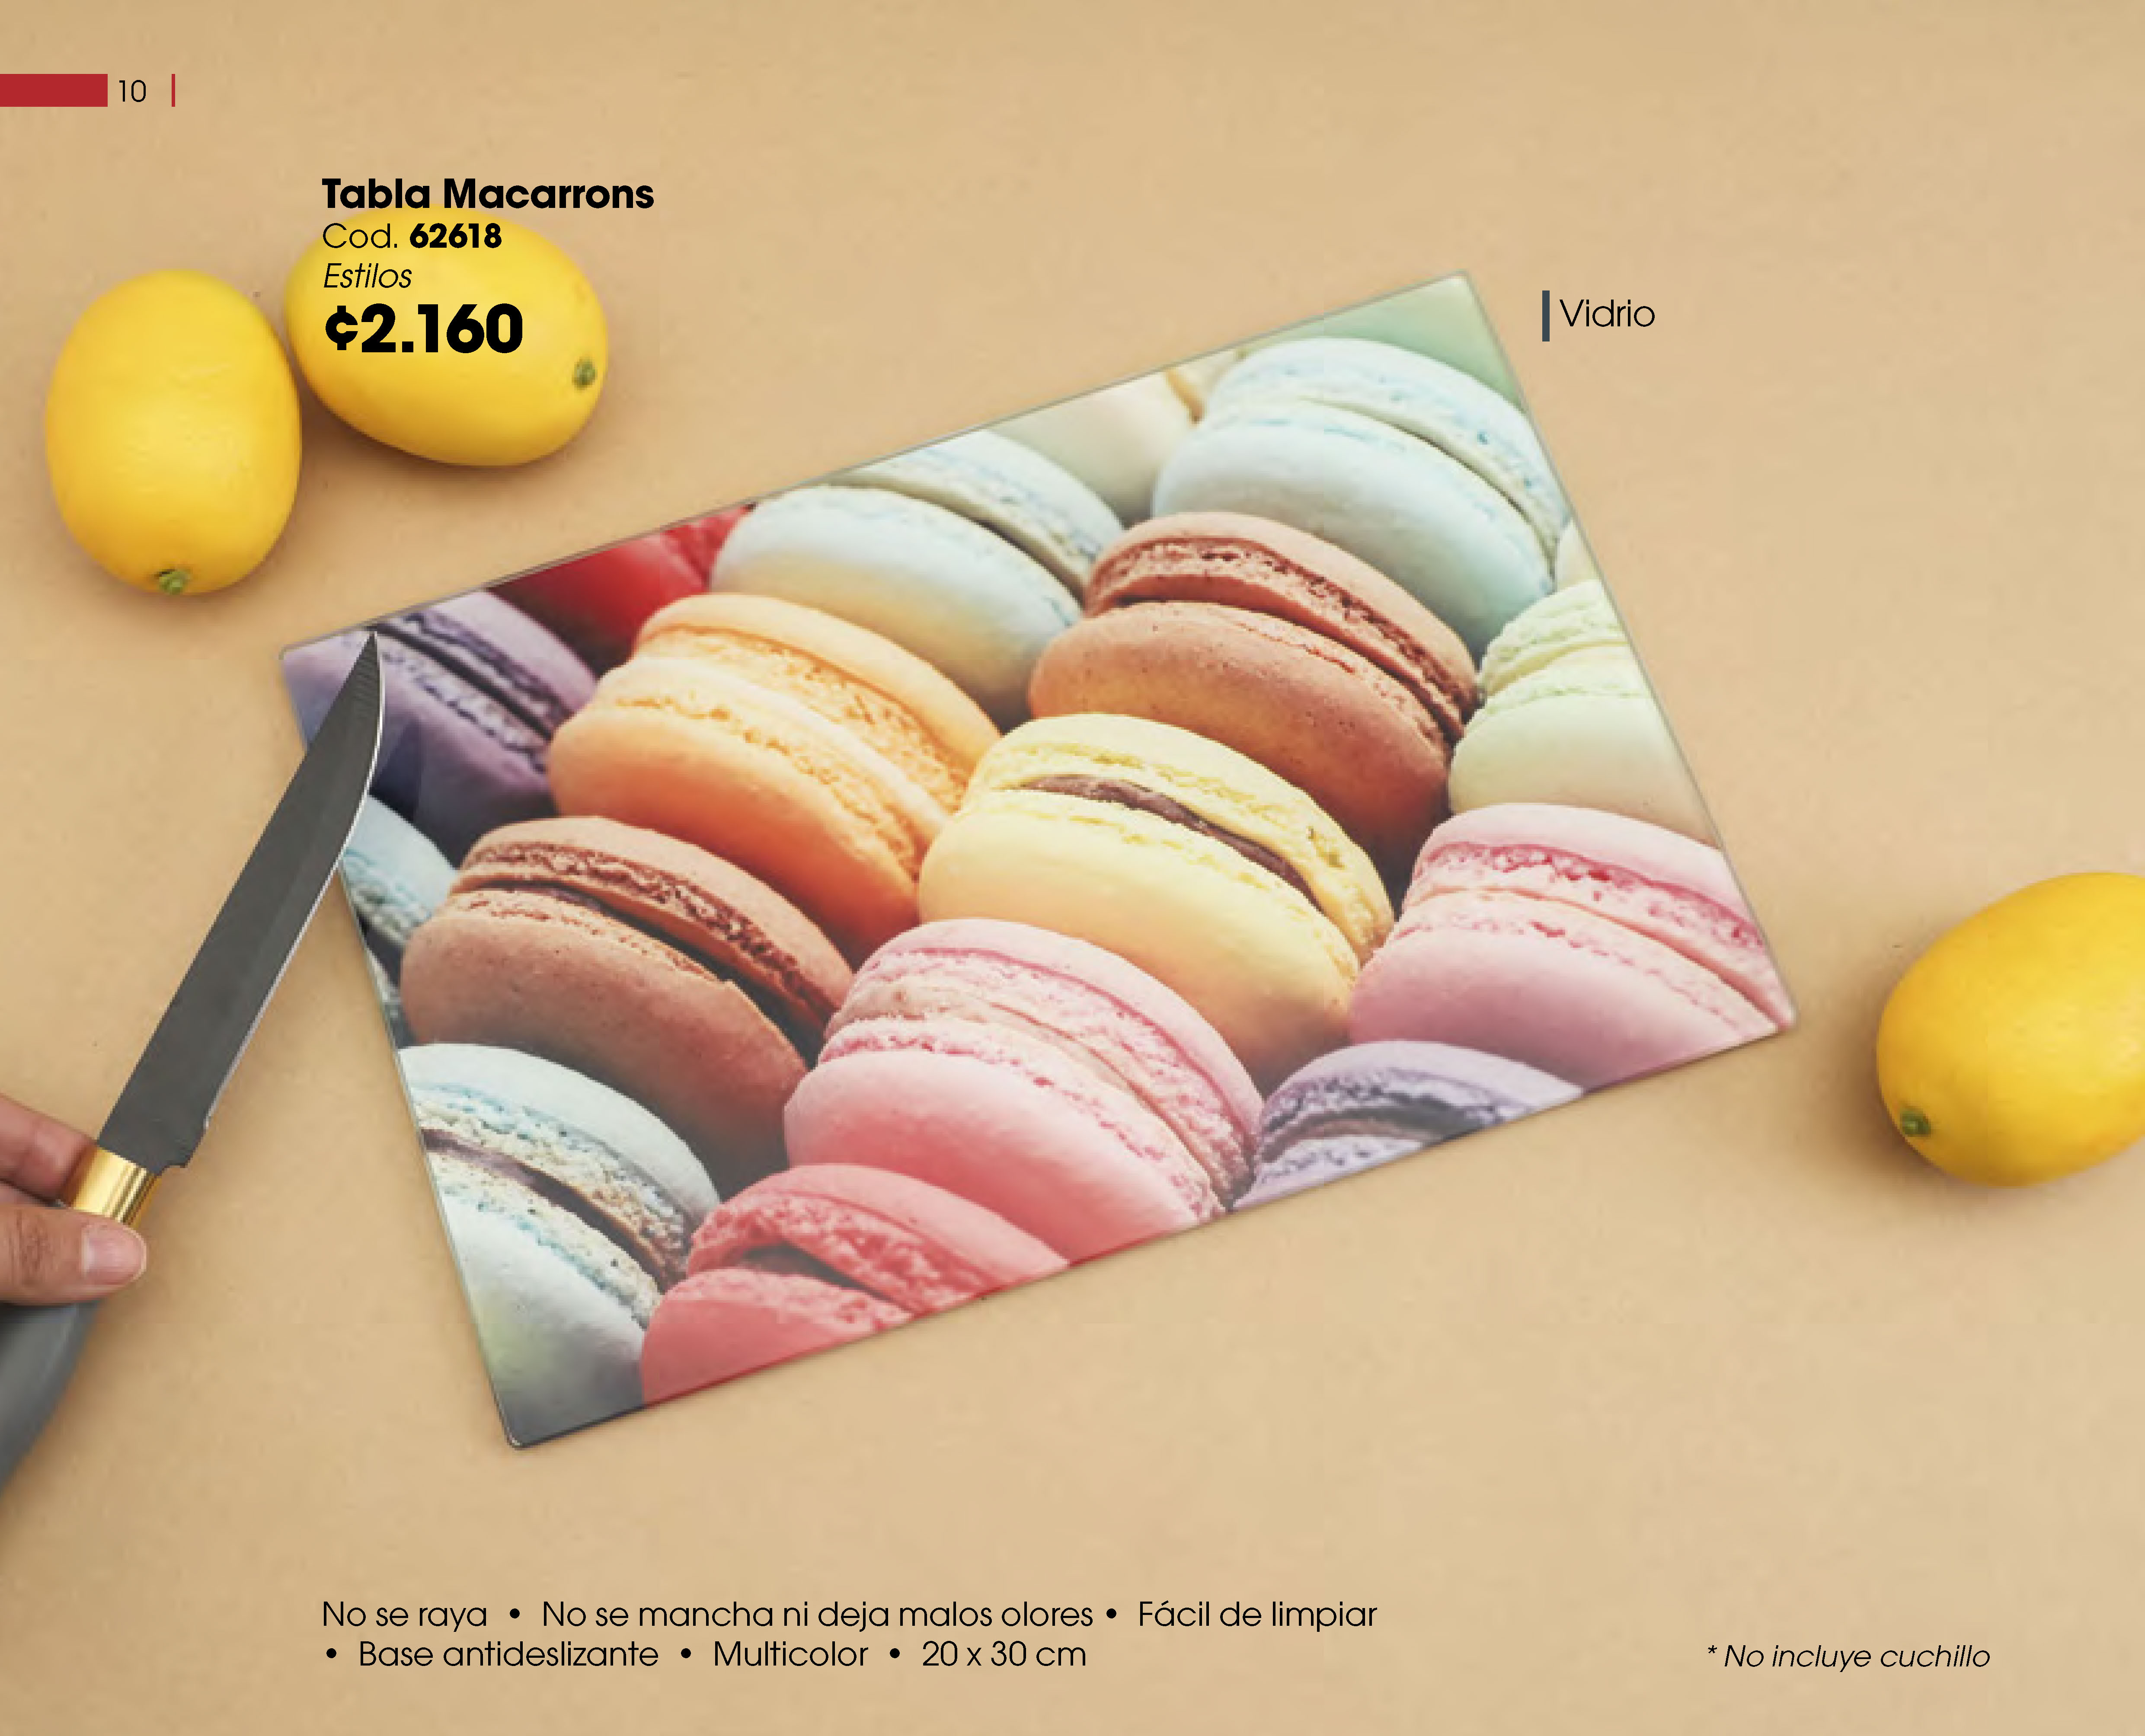 10
Tabla Macarrons
Cod. 62618
Estilos
¢2.160
Vidrio
No se raya • No se mancha ni deja malos olores • Fácil de limpiar
• Base antideslizante • Multicolor • 20 x 30 cm
* No incluye cuchillo